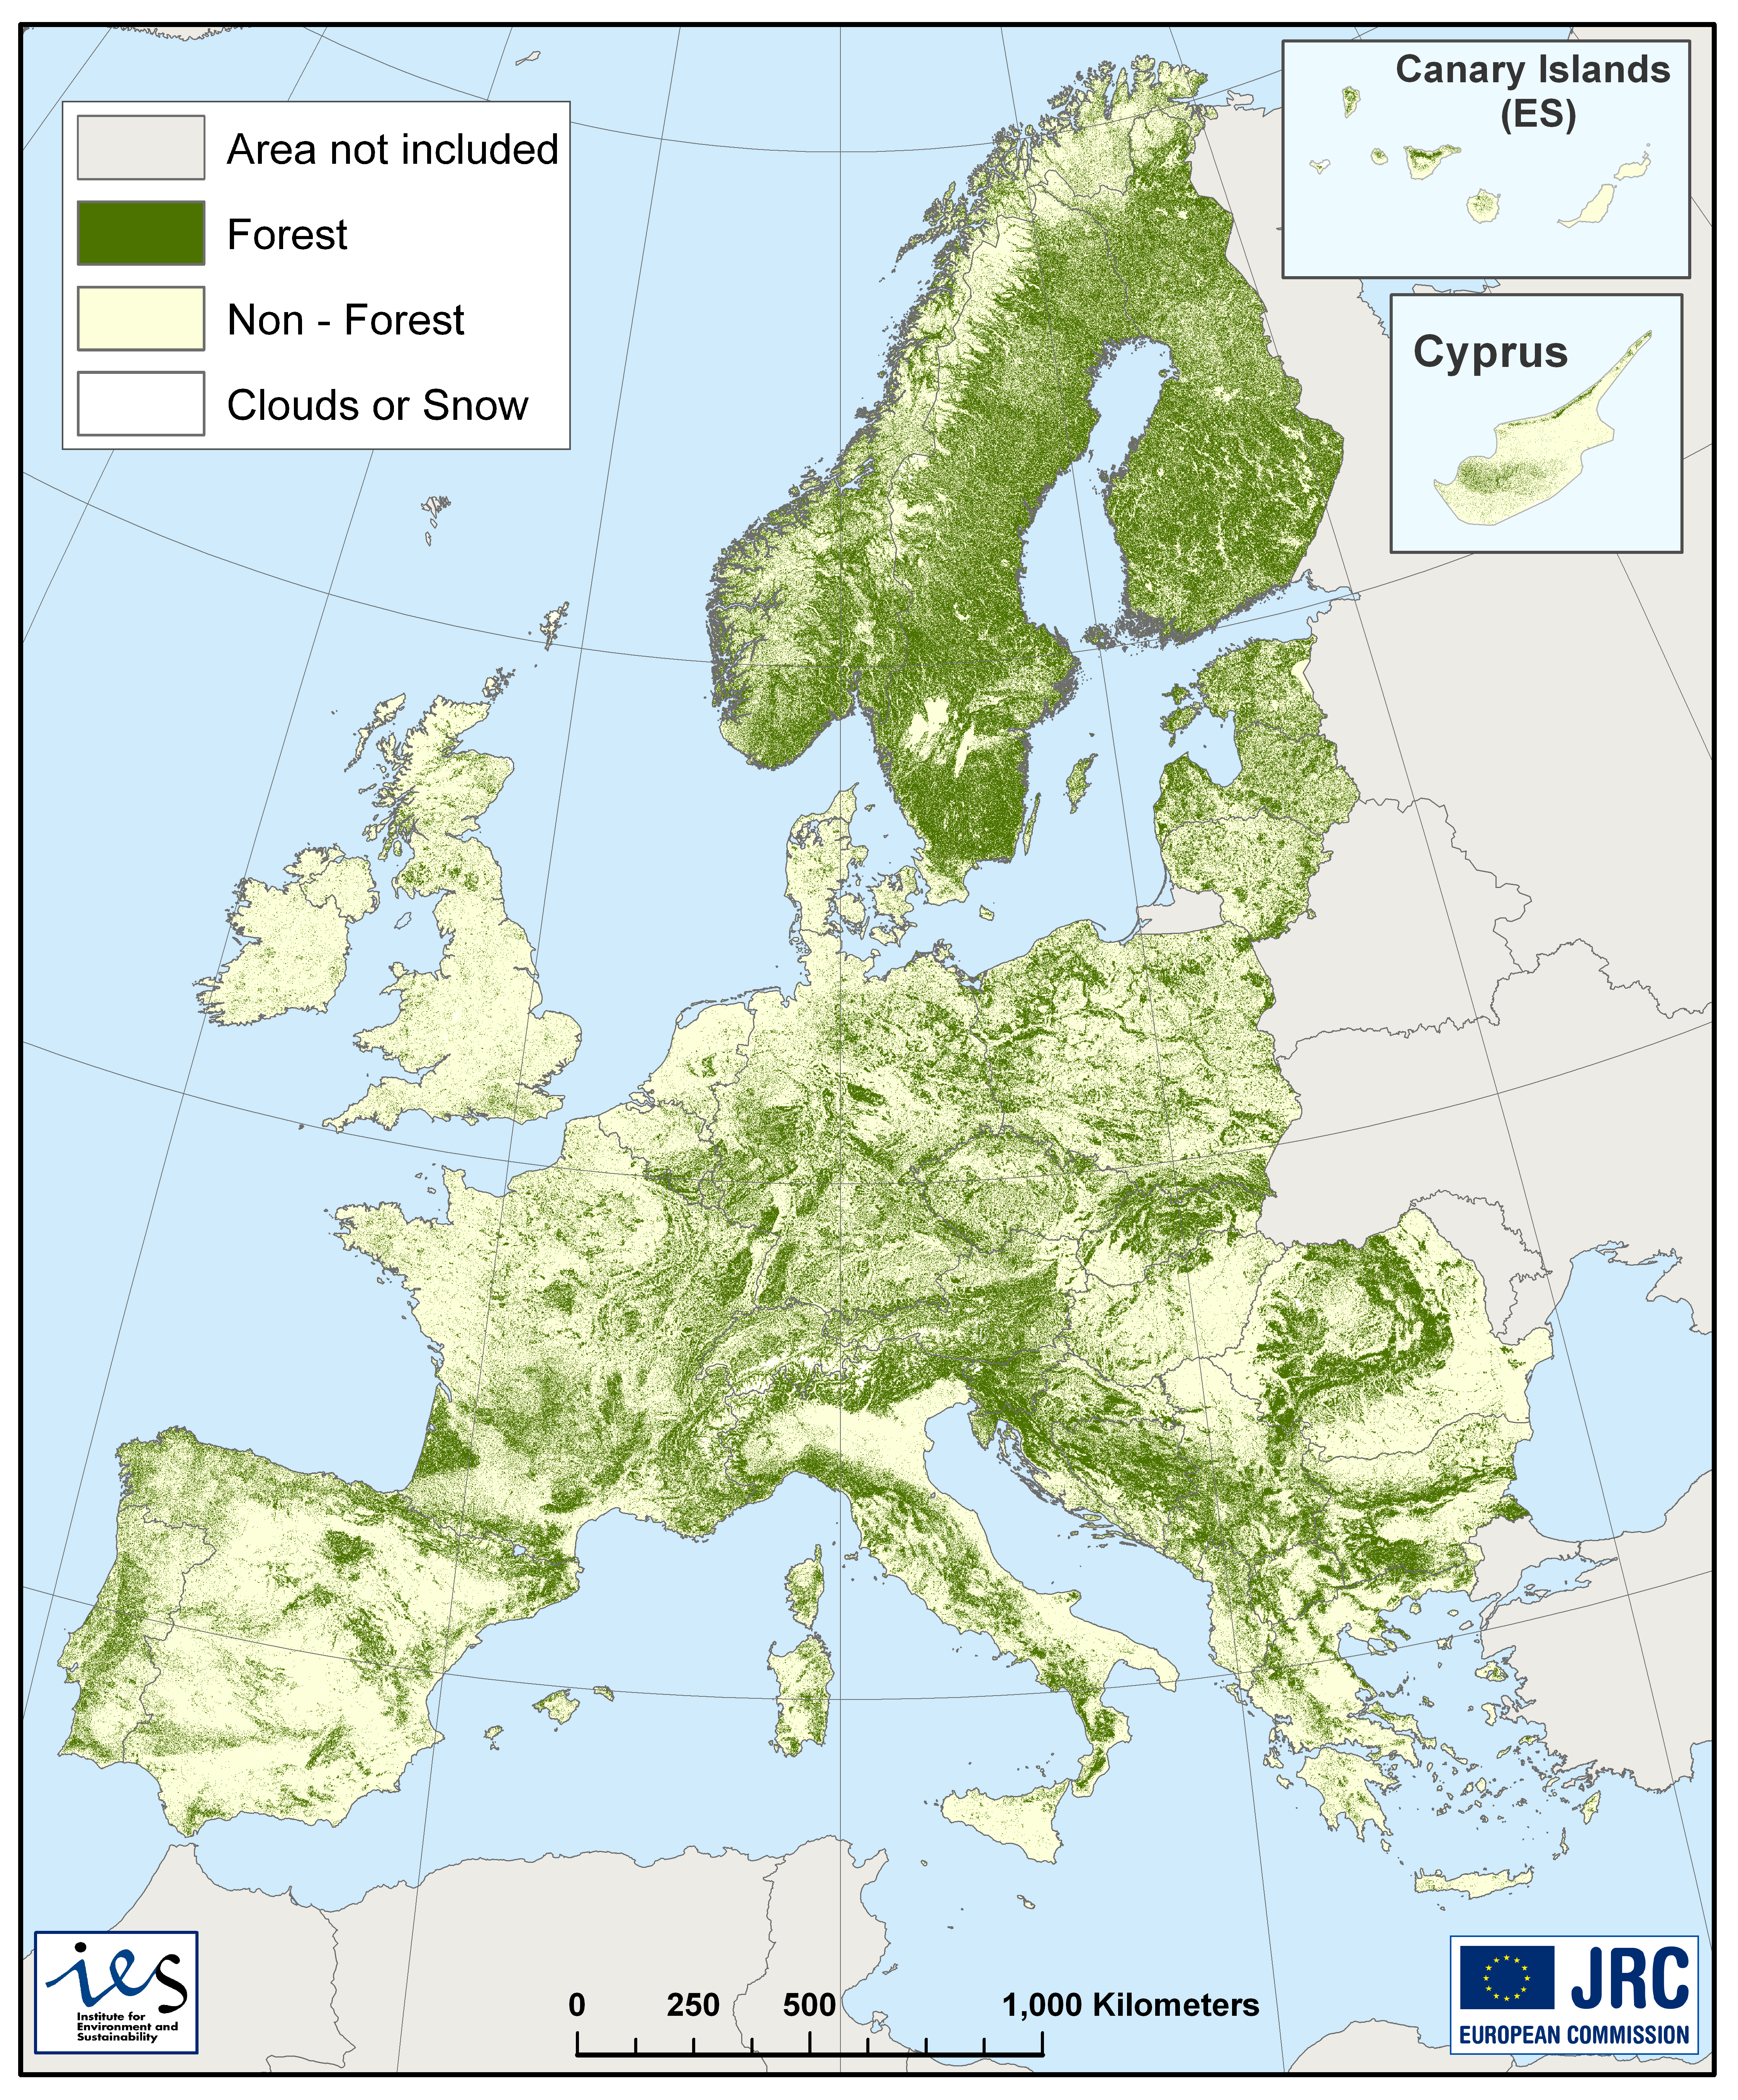 Area not included
Forest
Non - Forest
Clouds or Snow
Canary Islands
(ES)
Cyprus
ies
Institute for
Environment and
Sustainability
0 250 500 1,000 Kilometers
JRC
EUROPEAN COMMISSION